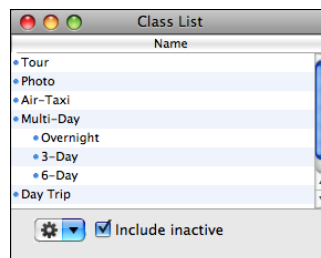 Class List
Name
Tour
Photo
Air-Taxi
Multi-Day
Overnight
3-Day
6-Day
Day Trip
Include inactive